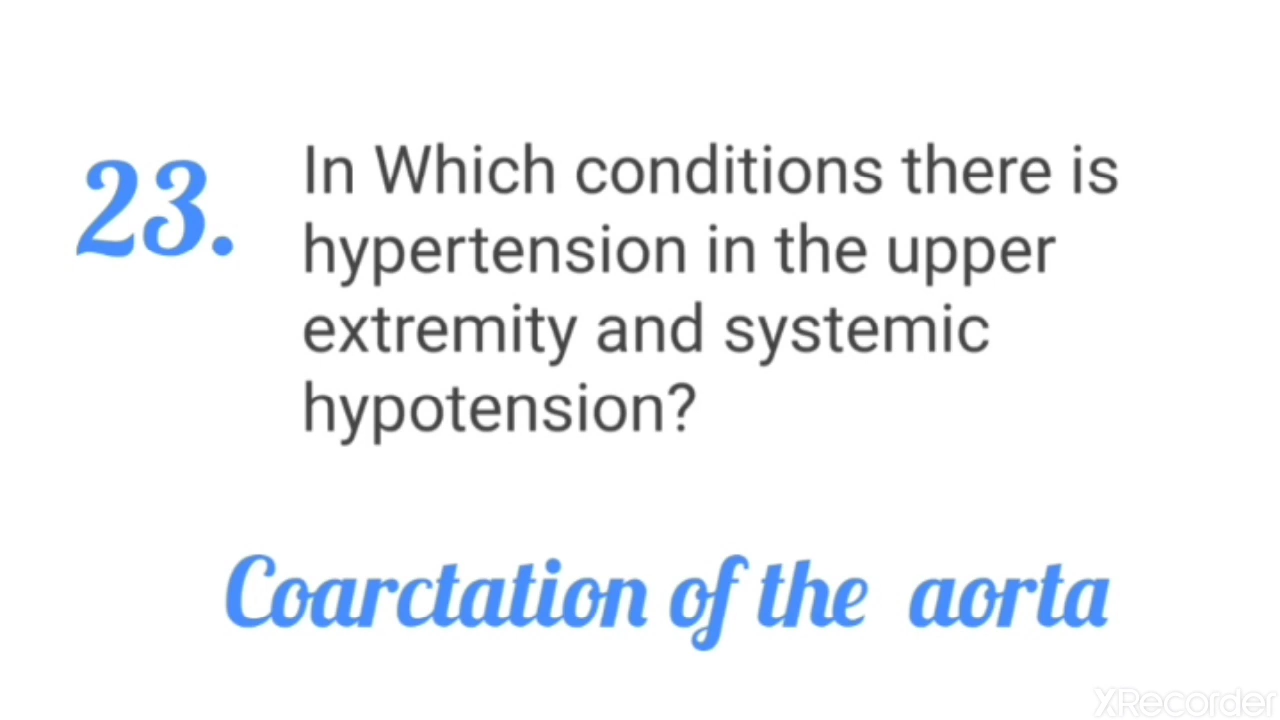 23.
In Which conditions there is
hypertension in the upper
extremity and systemic
hypotension?
Coarctation of the aorta
XRecorder